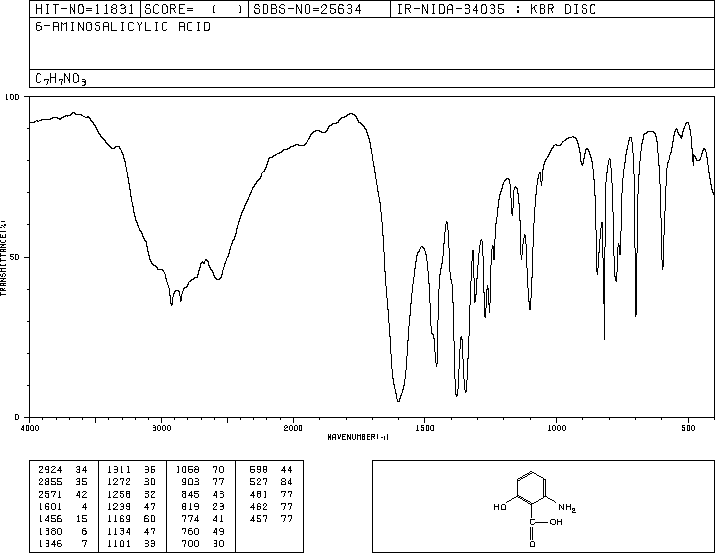 HIT-NO=11831 SCORE= ( ) SDBS-NO=25634 IR-NIDA-34035 : KBR DISC
6-AMINOSALICYLIC ACID
C7H7NO3
100
50
0
TRANSMITTANCE(%)
4000 3000 2000 1500 1000 500
WAVENUMBER(-1)
2924 34 1311 36 1058 70 698 44
2855 35 1272 30 903 77 527 84
2571 42 1258 32 845 43 481 77
1601 4 1239 47 819 23 462 77
1456 15 1169 60 774 41 457 77
1380 6 1134 47 760 49
1346 7 1101 33 700 30
HO NH2
C OH
O